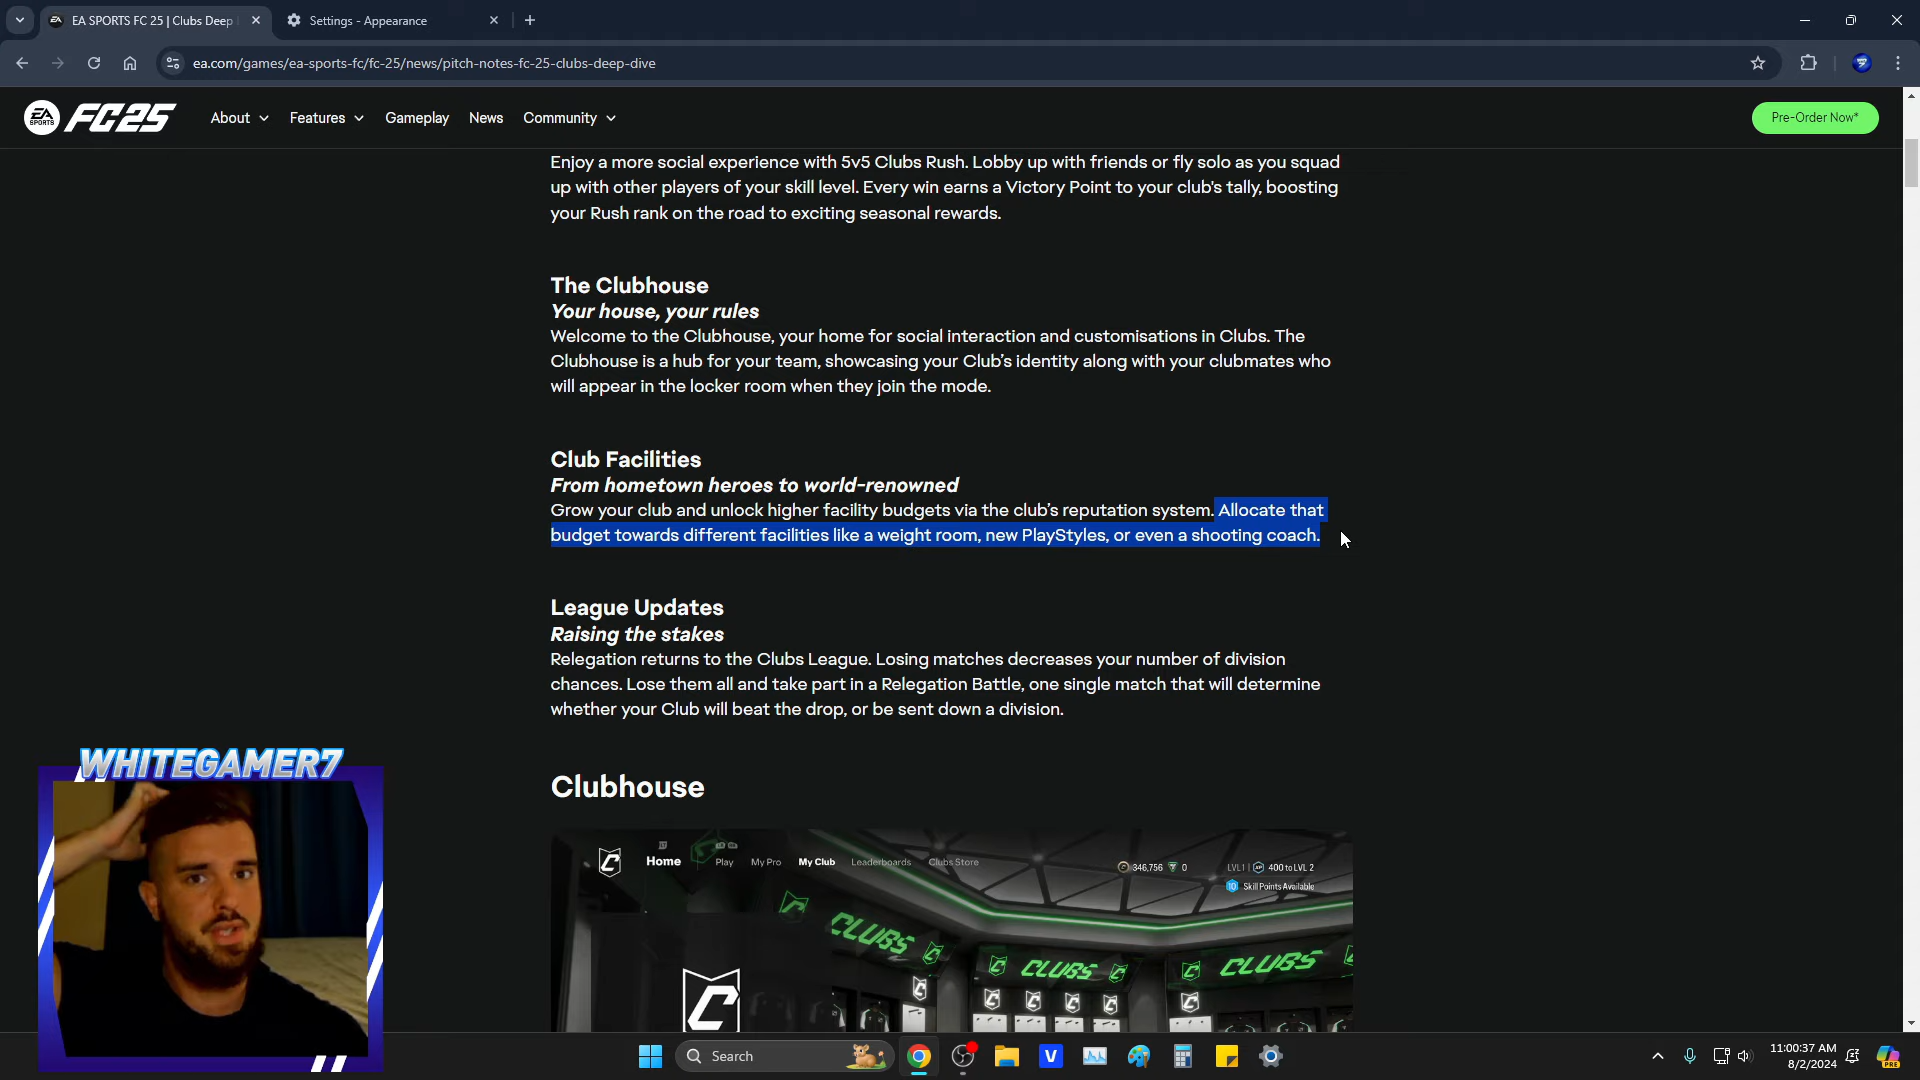 EA SPORTS FC 25 | Clubs Deep
Settings - Appearance
ea.com/games/ea-sports-fc/fc-25/news/pitch-notes-fc-25-clubs-deep-dive
EA SPORTS FC25
About
Features
Gameplay
News
Community
Pre-Order Now*
Enjoy a more social experience with 5v5 Clubs Rush. Lobby up with friends or fly solo as you squad
up with other players of your skill level. Every win earns a Victory Point to your club's tally, boosting
your Rush rank on the road to exciting seasonal rewards.
The Clubhouse
Your house, your rules
Welcome to the Clubhouse, your home for social interaction and customisations in Clubs. The
Clubhouse is a hub for your team, showcasing your Club's identity along with your clubmates who
will appear in the locker room when they join the mode.
Club Facilities
From hometown heroes to world-renowned
Grow your club and unlock higher facility budgets via the club's reputation system. Allocate that
budget towards different facilities like a weight room, new PlayStyles, or even a shooting coach.
League Updates
Raising the stakes
Relegation returns to the Clubs League. Losing matches decreases your number of division
chances. Lose them all and take part in a Relegation Battle, one single match that will determine
whether your Club will beat the drop, or be sent down a division.
Clubhouse
Home
Play
My Pro
My Club
Leaderboards
Clubs Store
346,756
0
LVL1 | 400 to LVL 2
10 Skill Points Available
CLUBS
CLUBS
CLUBS
WHITEGAMER7
Search
11:00:37 AM
8/2/2024